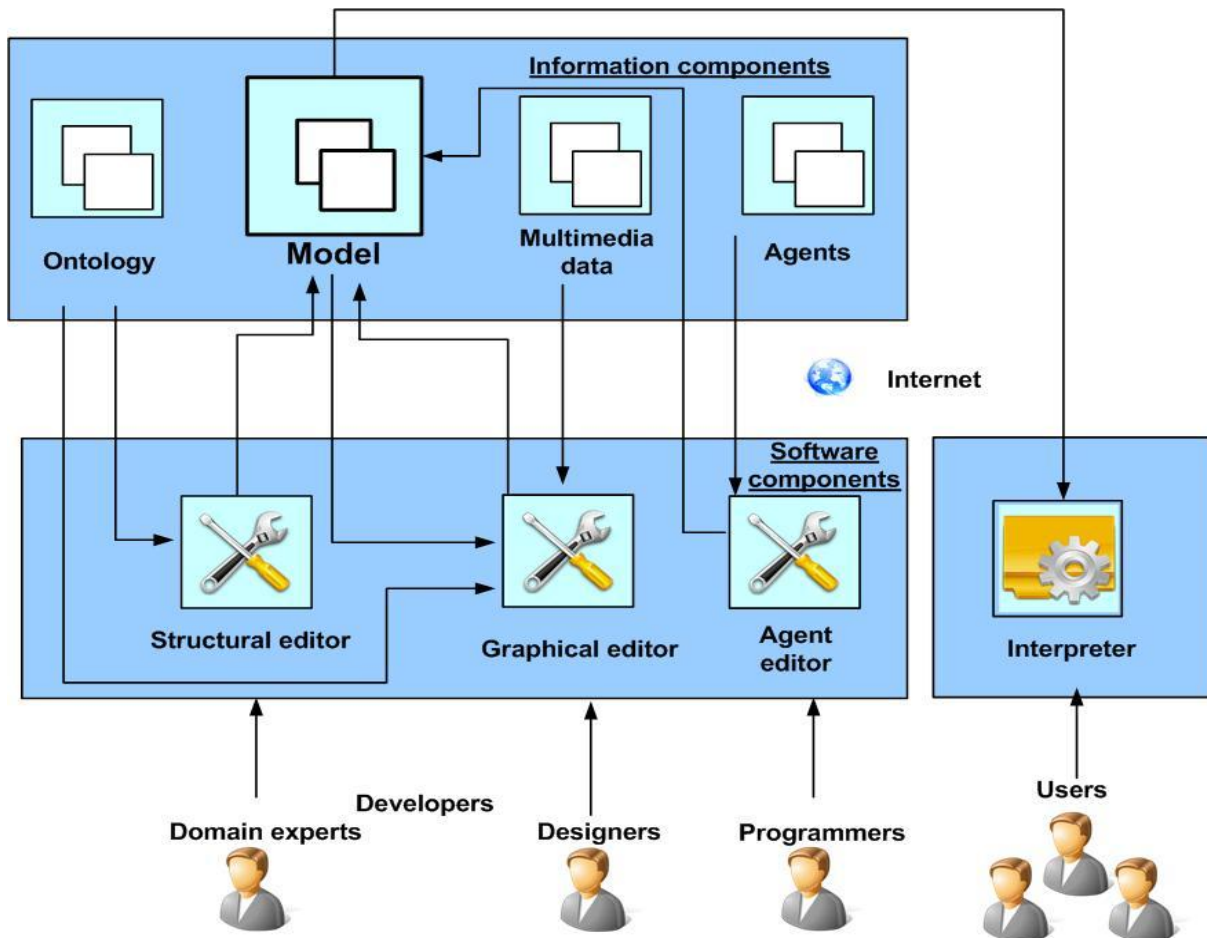 Information components
Ontology
Model
Multimedia
data
Agents
Internet
Software
components
Structural editor
Graphical editor
Agent
editor
Interpreter
Developers
Domain experts
Designers
Programmers
Users